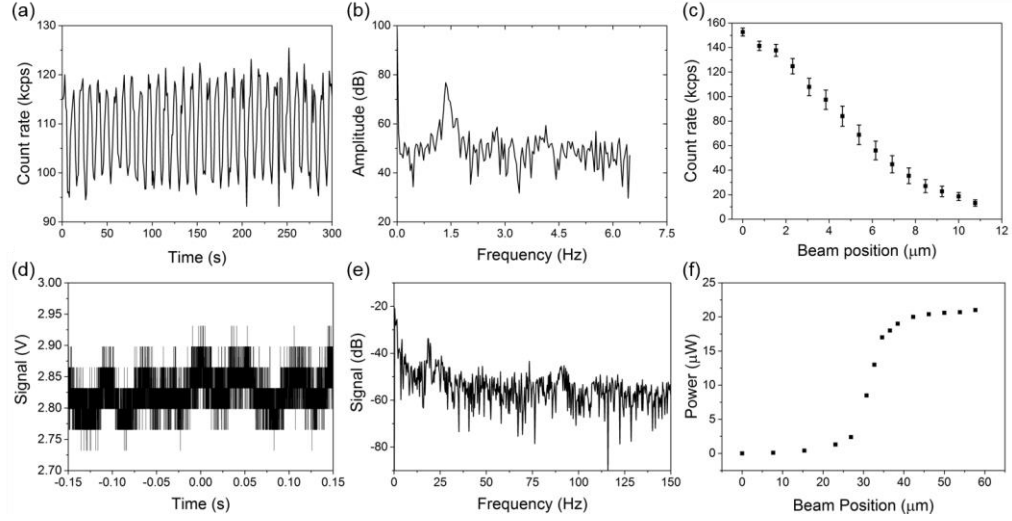 (a)
130
120
110
100
90
Count rate (kcps)
0 50 100 150 200 250 300
Time (s)
(b)
100
80
60
40
20
Amplitude (dB)
0.0 1.5 3.0 4.5 6.0 7.5
Frequency (Hz)
(c)
160
140
120
100
80
60
40
20
0
Count rate (kcps)
0 2 4 6 8 10 12
Beam position (μm)
(d)
3.00
2.95
2.90
2.85
2.80
2.75
2.70
Signal (V)
-0.15 -0.10 -0.05 0.00 0.05 0.10 0.15
Time (s)
(e)
-20
-40
-60
-80
Signal (dB)
0 25 50 75 100 125 150
Frequency (Hz)
(f)
25
20
15
10
5
0
Power (μW)
0 10 20 30 40 50 60
Beam Position (μm)